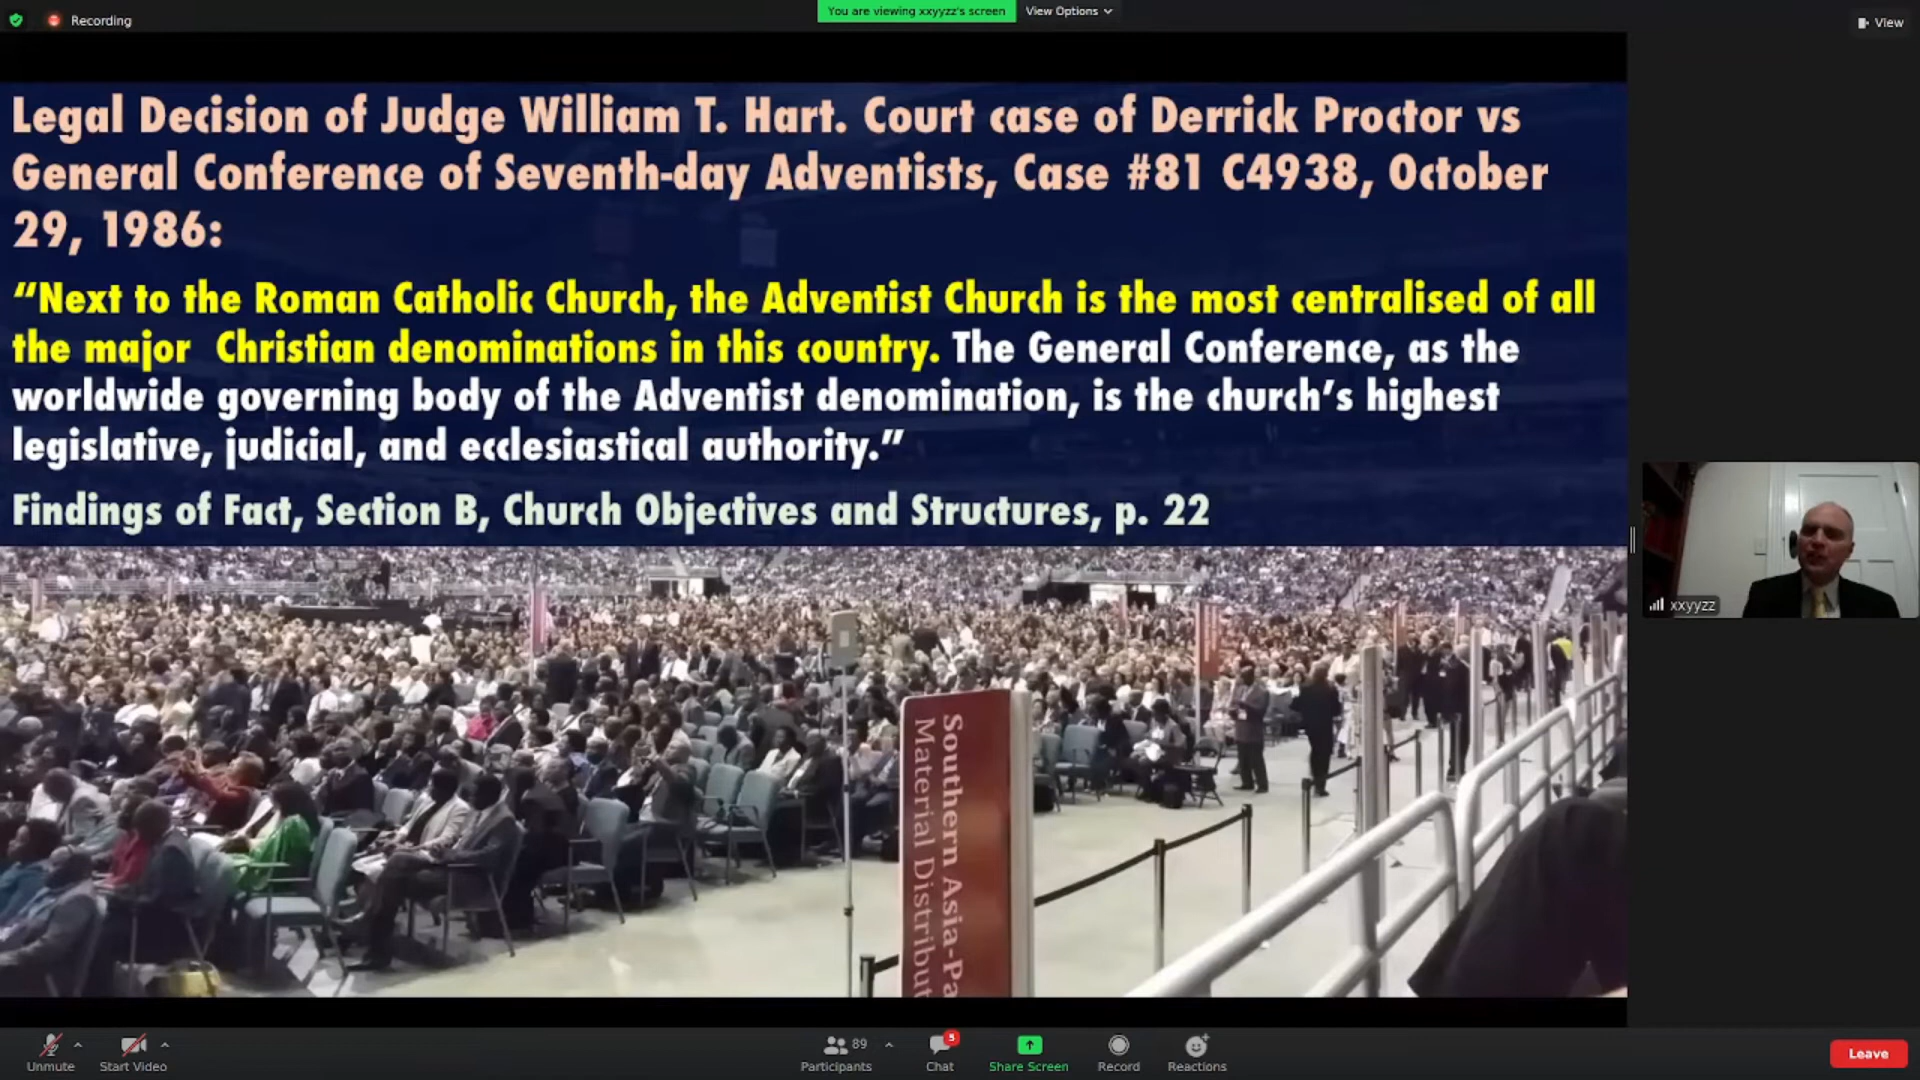 Recording
You are viewing xxyyzz's screen
View Options
View
Legal Decision of Judge William T. Hart. Court case of Derrick Proctor vs
General Conference of Seventh-day Adventists, Case #81 C4938, October
29, 1986:
“Next to the Roman Catholic Church, the Adventist Church is the most centralised of all
the major Christian denominations in this country. The General Conference, as the
worldwide governing body of the Adventist denomination, is the church’s highest
legislative, judicial, and ecclesiastical authority.”
Findings of Fact, Section B, Church Objectives and Structures, p. 22
xxyyzz
Southern Asia-Pa
Material Distribut
Unmute
Start Video
89
Participants
5
Chat
Share Screen
Record
Reactions
Leave